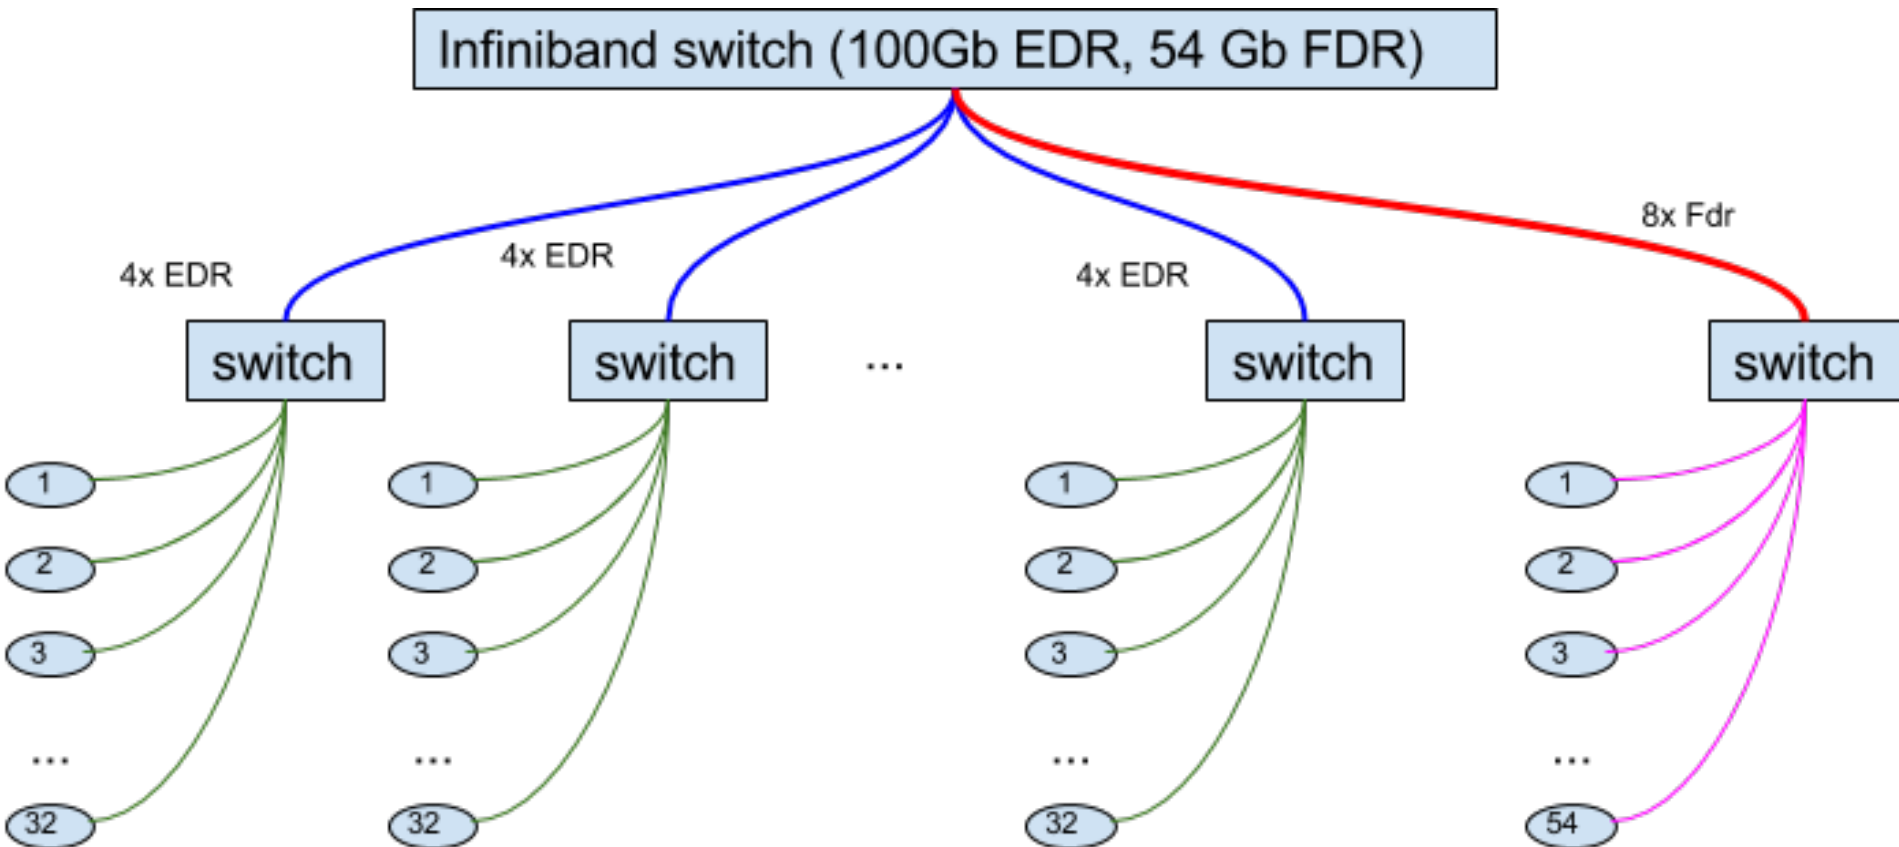 Infiniband switch (100Gb EDR, 54 Gb FDR)
8x Fdr
4x EDR
4x EDR
4x EDR
switch
switch
...
switch
switch
1
1
1
1
2
2
2
2
3
3
3
3
...
...
...
...
32
32
32
54